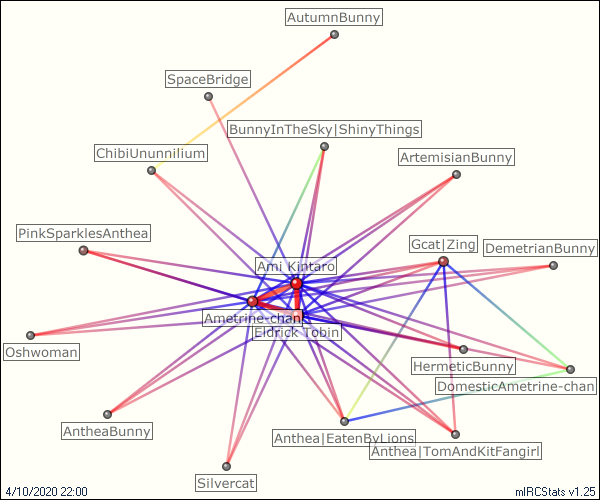 AutumnBunny
SpaceBridge
BunnyInTheSky|ShinyThings
ChibiUnunnilium
ArtemisianBunny
PinkSparklesAnthea
Gcat|Zing
DemetrianBunny
Ami Kintaro
Ametrine-chan
Eldrick Tobin
Oshwoman
HermeticBunny
DomesticAmetrine-chan
AntheaBunny
Anthea|EatenByLions
Anthea|TomAndKitFangirl
Silvercat
4/10/2020 22:00
mIRCStats v1.25